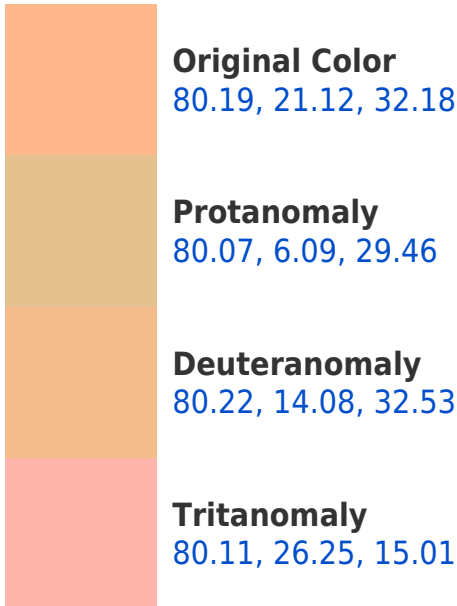 Original Color
80.19, 21.12, 32.18
Protanomaly
80.07, 6.09, 29.46
Deuteranomaly
80.22, 14.08, 32.53
Tritanomaly
80.11, 26.25, 15.01